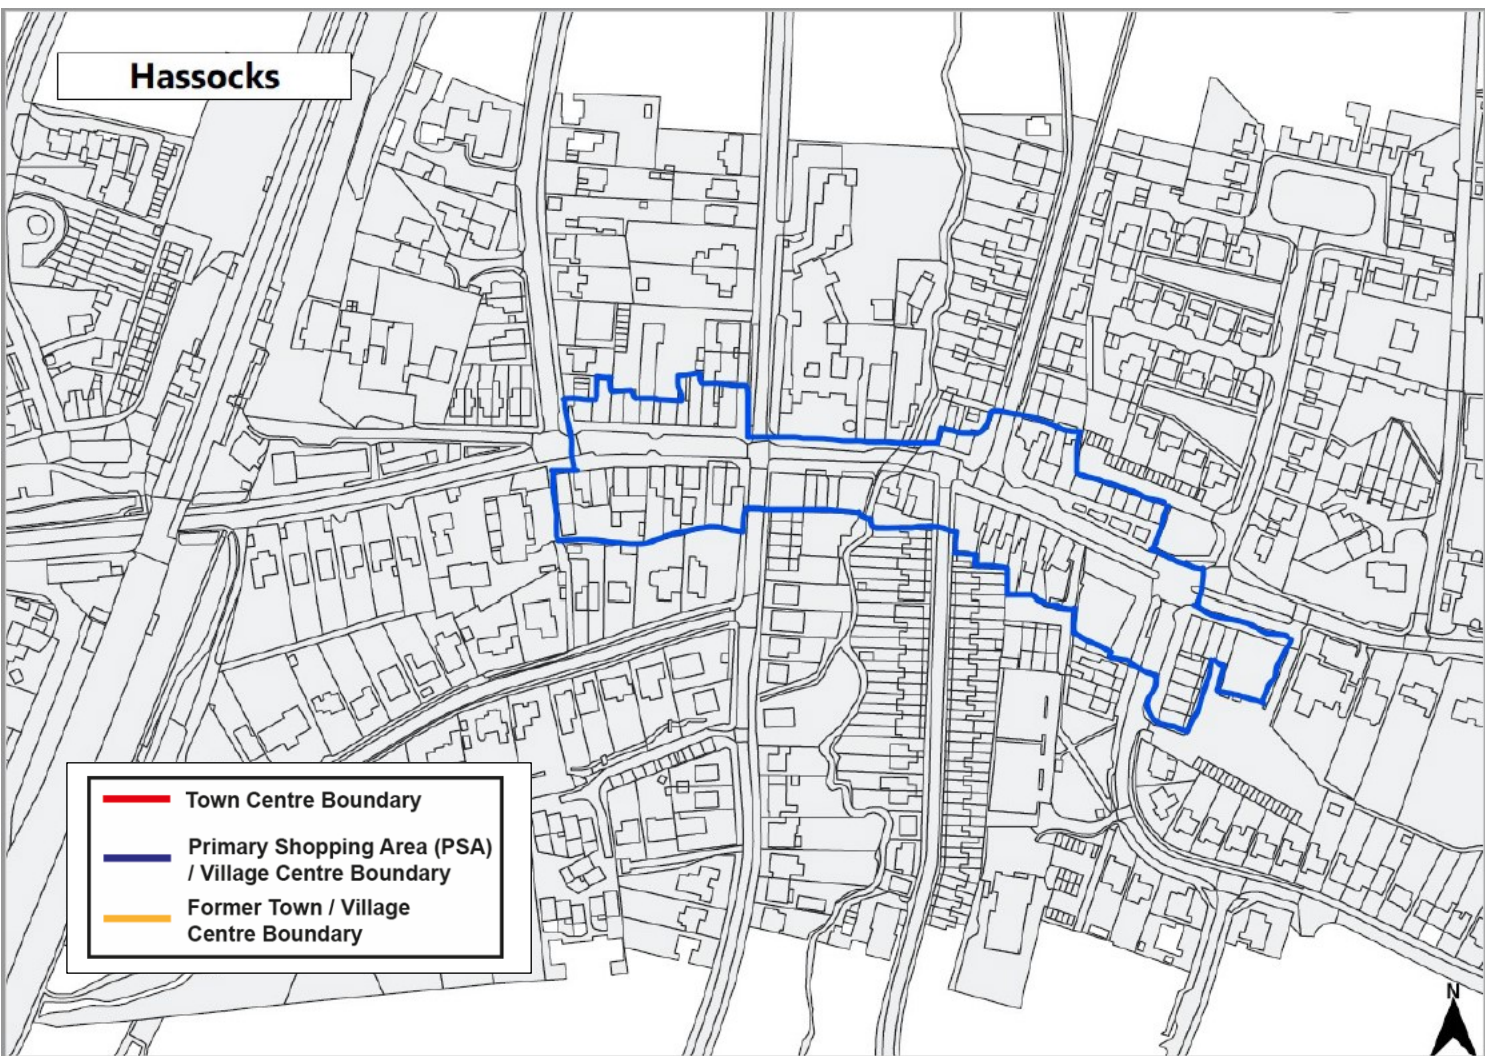 Hassocks
Town Centre Boundary
Primary Shopping Area (PSA)
/ Village Centre Boundary
Former Town / Village
Centre Boundary
N